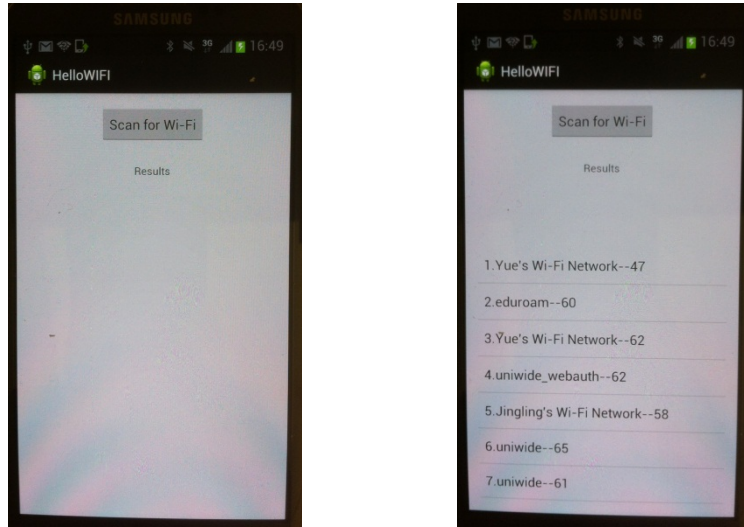 SAMSUNG
3G 16:49
HelloWIFI
Scan for Wi-Fi
Results
SAMSUNG
3G 16:49
HelloWIFI
Scan for Wi-Fi
Results
1.Yue's Wi-Fi Network--47
2.eduroam--60
3.Yue's Wi-Fi Network--62
4.uniwide_webauth--62
5.Jingling's Wi-Fi Network--58
6.uniwide--65
7.uniwide--61